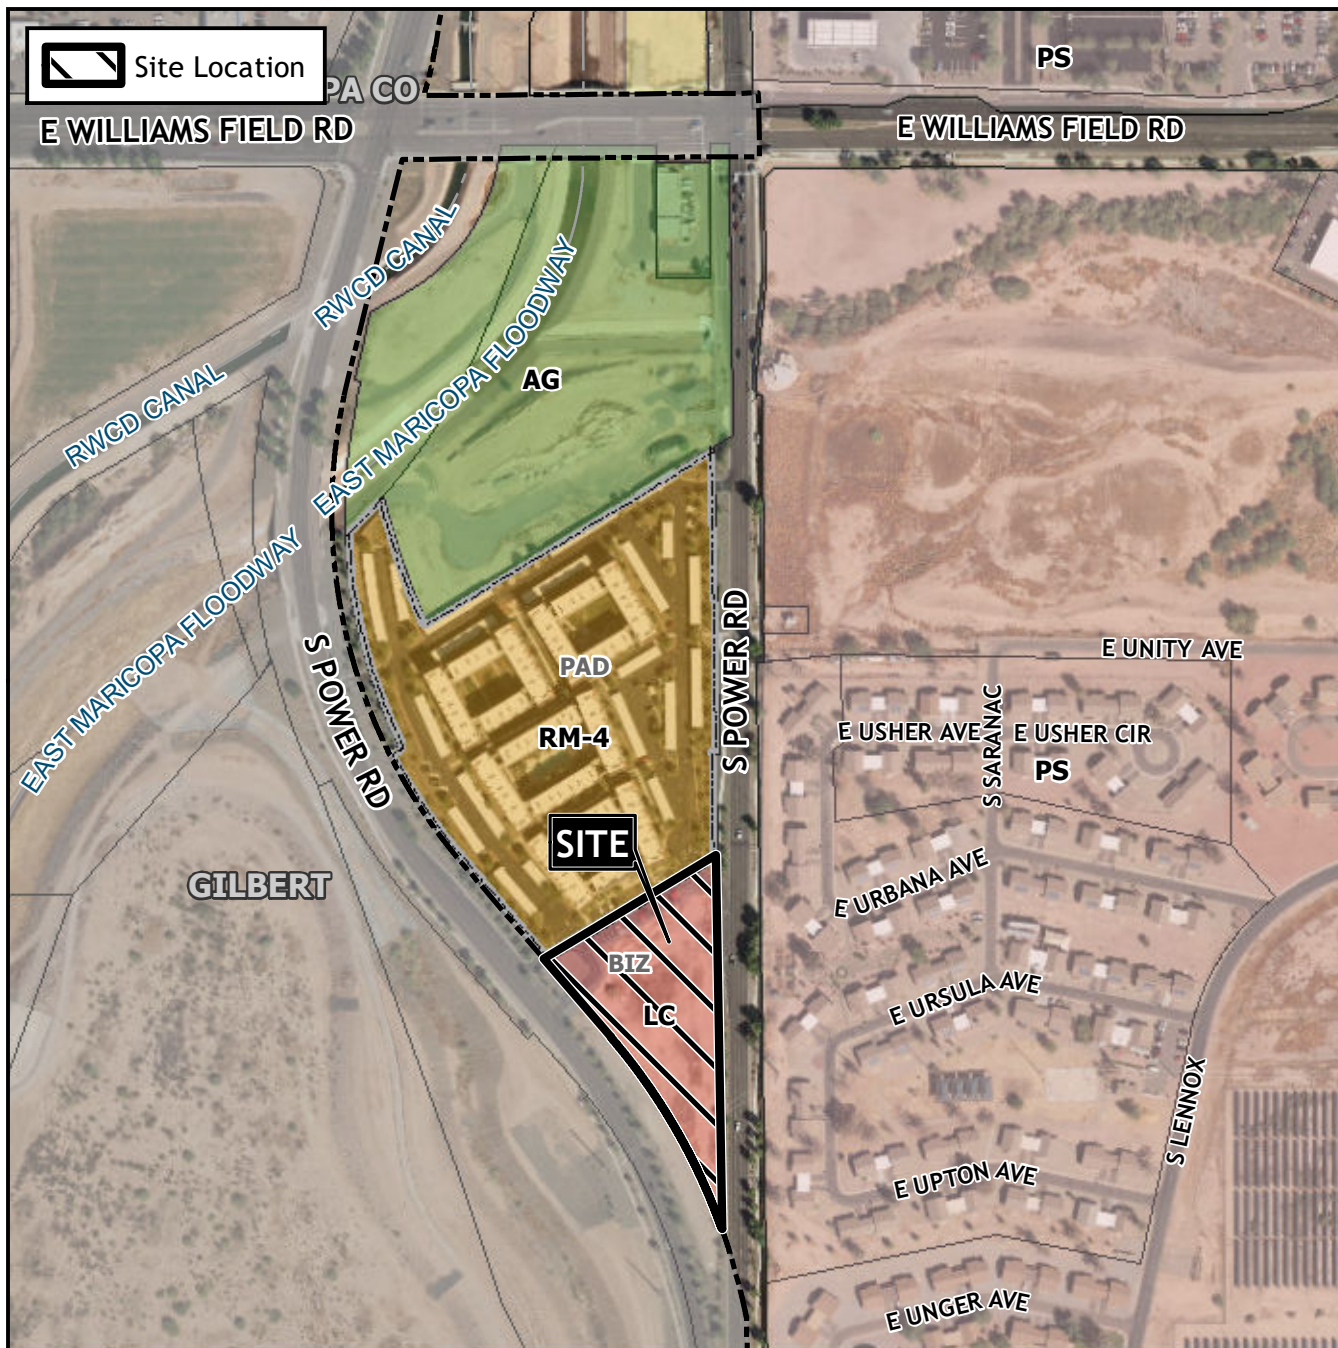 Site Location
PA CO
PS
E WILLIAMS FIELD RD
E WILLIAMS FIELD RD
RWCD CANAL
RWCD CANAL
EAST MARICOPA FLOODWAY
AG
EAST MARICOPA FLOODWAY
S POWER RD
S POWER RD
PAD
RM-4
E UNITY AVE
E USHER AVE
S SARANAC
E USHER CIR
PS
SITE
GILBERT
E URBANA AVE
BIZ
LC
E URSULA AVE
S LENNOX
E UPTON AVE
E UNGER AVE